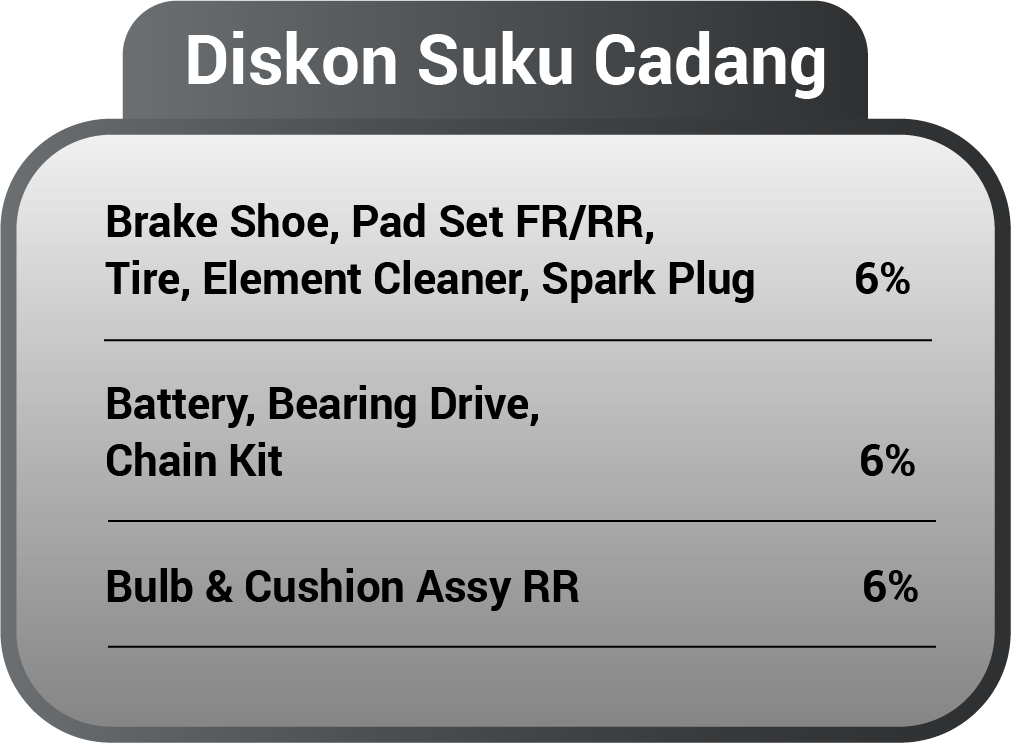 Diskon Suku Cadang
Brake Shoe, Pad Set FR/RR,
Tire, Element Cleaner, Spark Plug 6%
Battery, Bearing Drive,
Chain Kit 6%
Bulb & Cushion Assy RR 6%